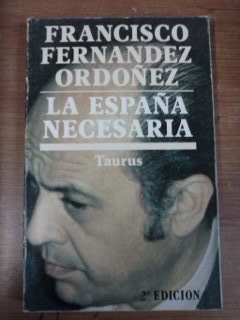 FRANCISCO
FERNANDEZ
ORDOÑEZ
LA ESPAÑA
NECESARIA
Taurus
2ª EDICION